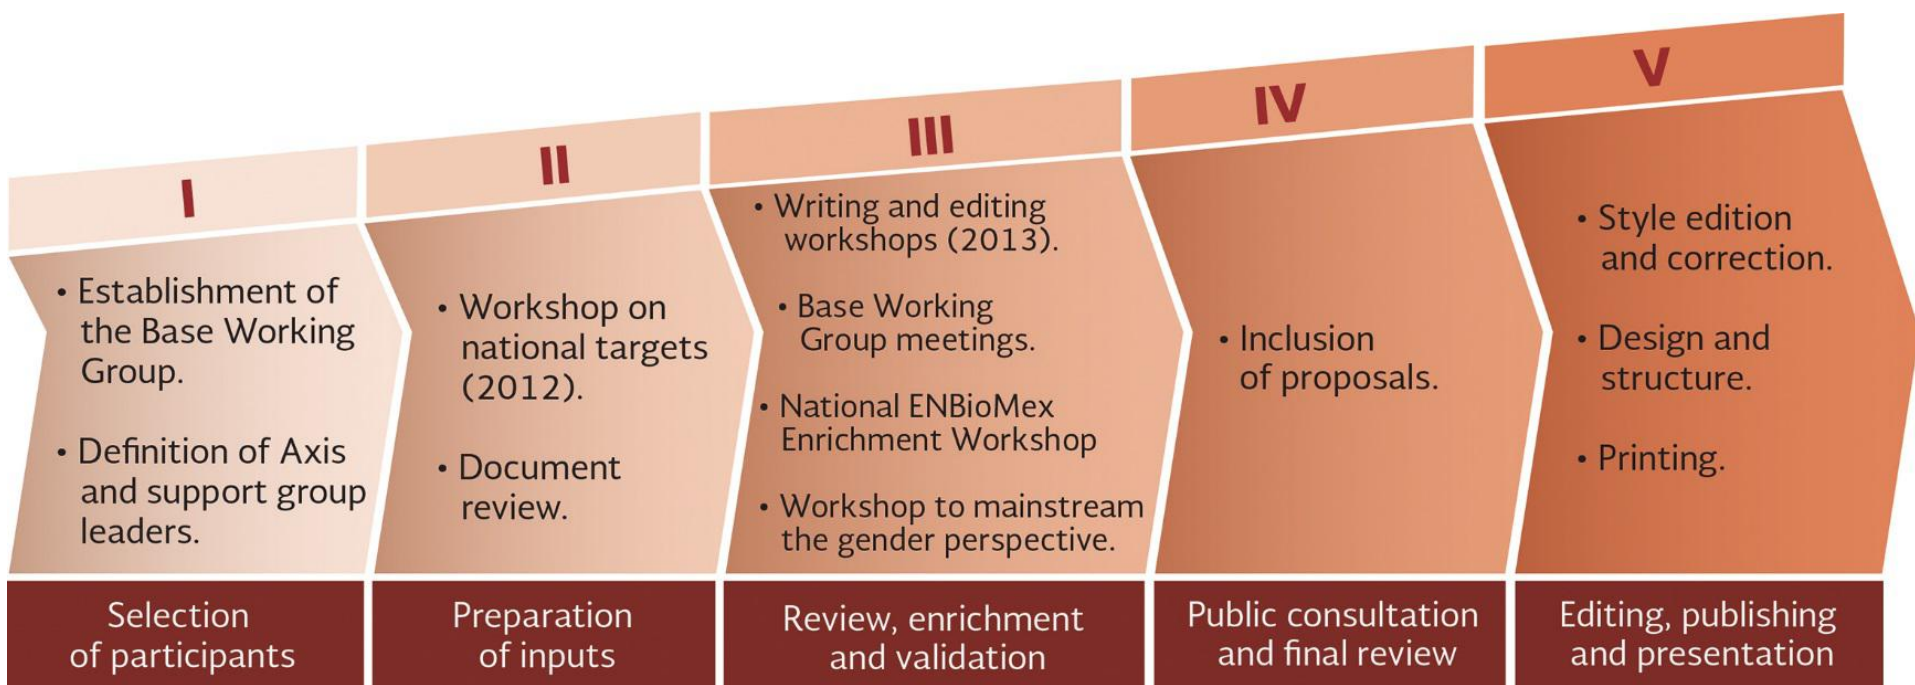 I
• Establishment of
the Base Working
Group.
• Definition of Axis
and support group
leaders.
Selection
of participants
II
• Workshop on
national targets
(2012).
• Document
review.
Preparation
of inputs
III
• Writing and editing
workshops (2013).
• Base Working
Group meetings.
• National ENBioMex
Enrichment Workshop
• Workshop to mainstream
the gender perspective.
Review, enrichment
and validation
IV
• Inclusion
of proposals.
Public consultation
and final review
V
• Style edition
and correction.
• Design and
structure.
• Printing.
Editing, publishing
and presentation